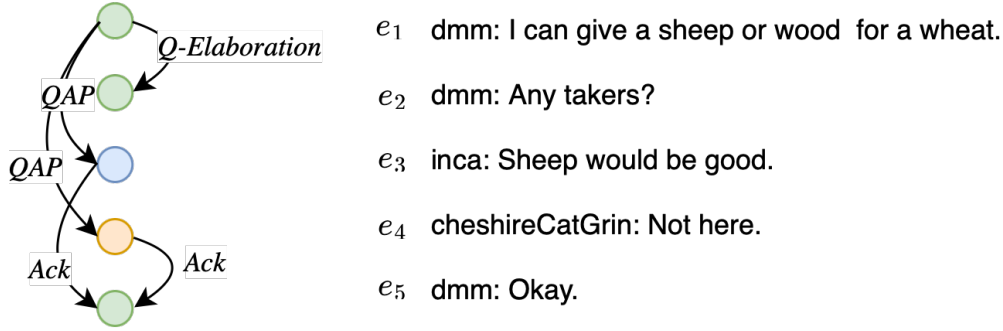 e1 dmm: I can give a sheep or wood for a wheat.
Q-Elaboration
QAP
e2 dmm: Any takers?
QAP
e3 inca: Sheep would be good.
e4 cheshireCatGrin: Not here.
Ack
Ack
e5 dmm: Okay.